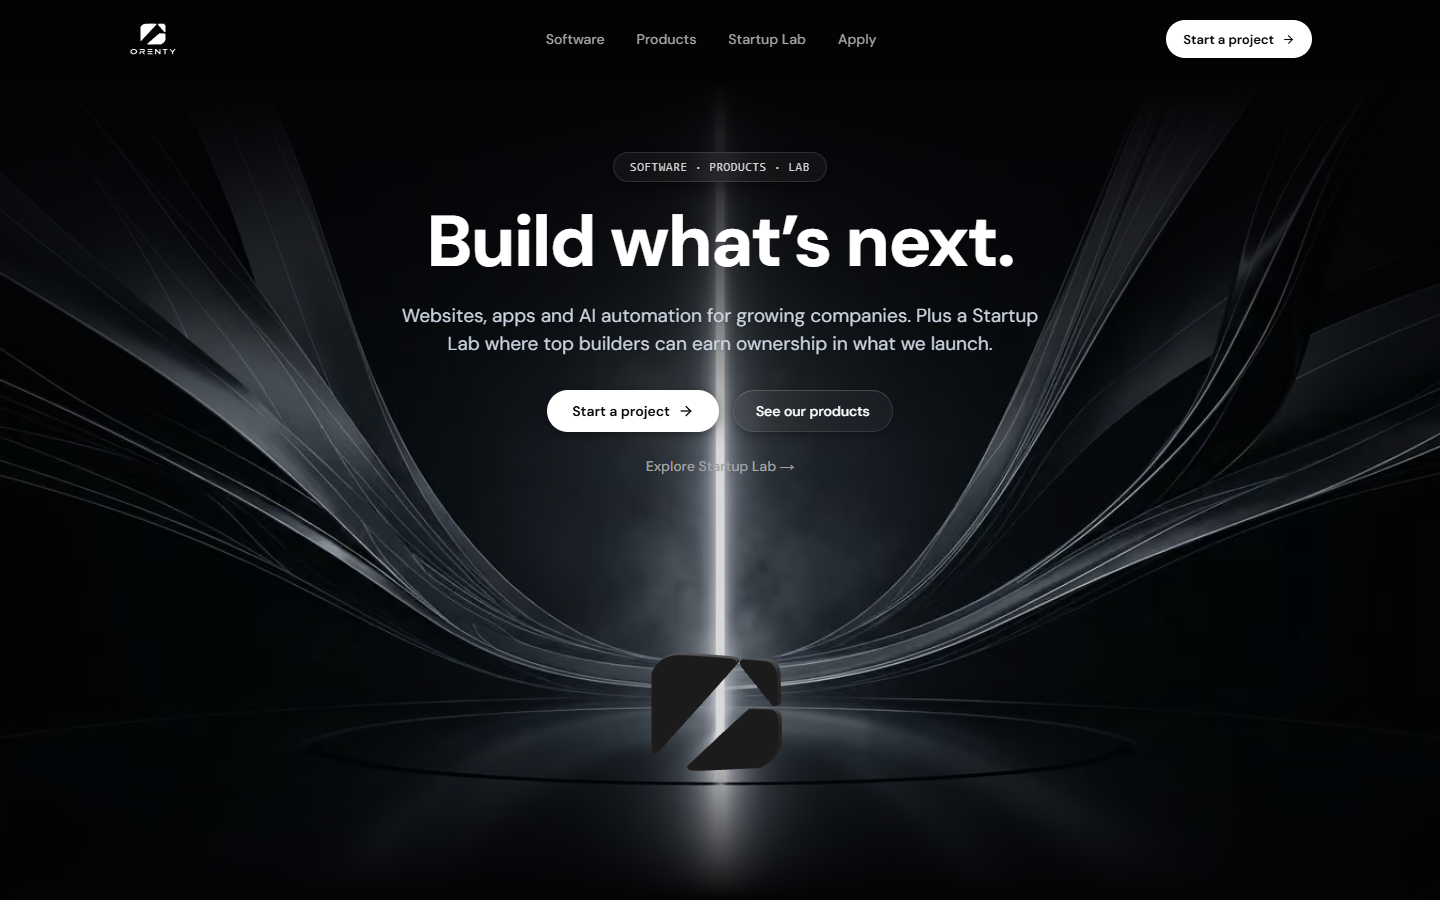 ORENTY
Software
Products
Startup Lab
Apply
Start a project →
SOFTWARE · PRODUCTS · LAB
Build what’s next.
Websites, apps and AI automation for growing companies. Plus a Startup
Lab where top builders can earn ownership in what we launch.
Start a project →
See our products
Explore Startup Lab →